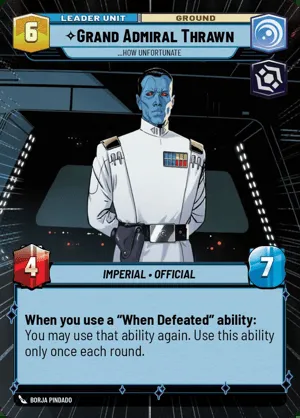 LEADER UNIT
GROUND
6
✧GRAND ADMIRAL THRAWN
...HOW UNFORTUNATE
4
7
IMPERIAL • OFFICIAL
When you use a “When Defeated” ability:
You may use that ability again. Use this ability
only once each round.
BORJA PINDADO